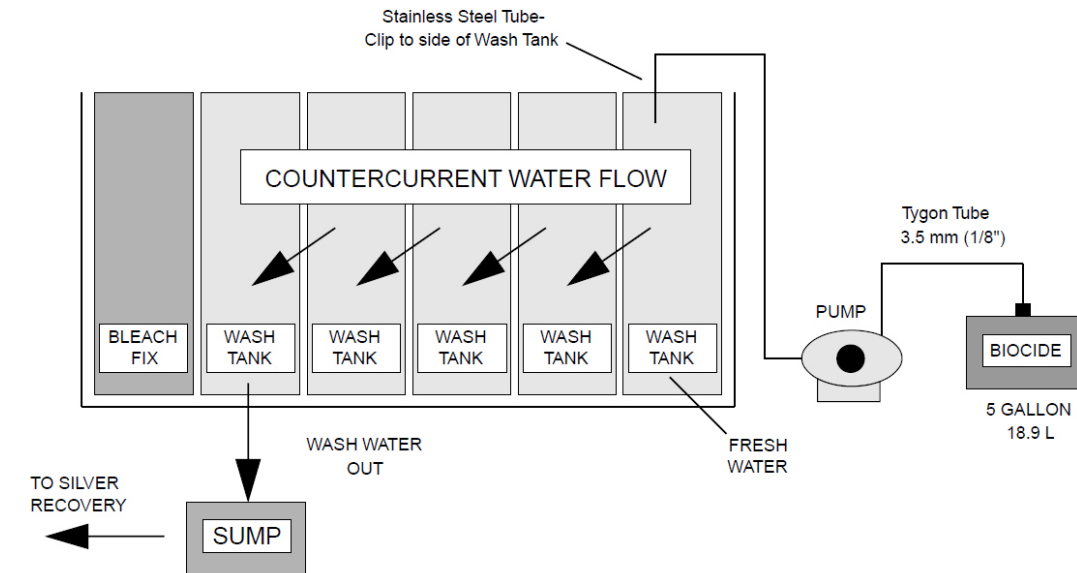 Stainless Steel Tube-
Clip to side of Wash Tank
COUNTERCURRENT WATER FLOW
Tygon Tube
3.5 mm (1/8")
PUMP
BLEACH
FIX
WASH
TANK
WASH
TANK
WASH
TANK
WASH
TANK
WASH
TANK
BIOCIDE
5 GALLON
18.9 L
WASH WATER
OUT
FRESH
WATER
TO SILVER
RECOVERY
SUMP